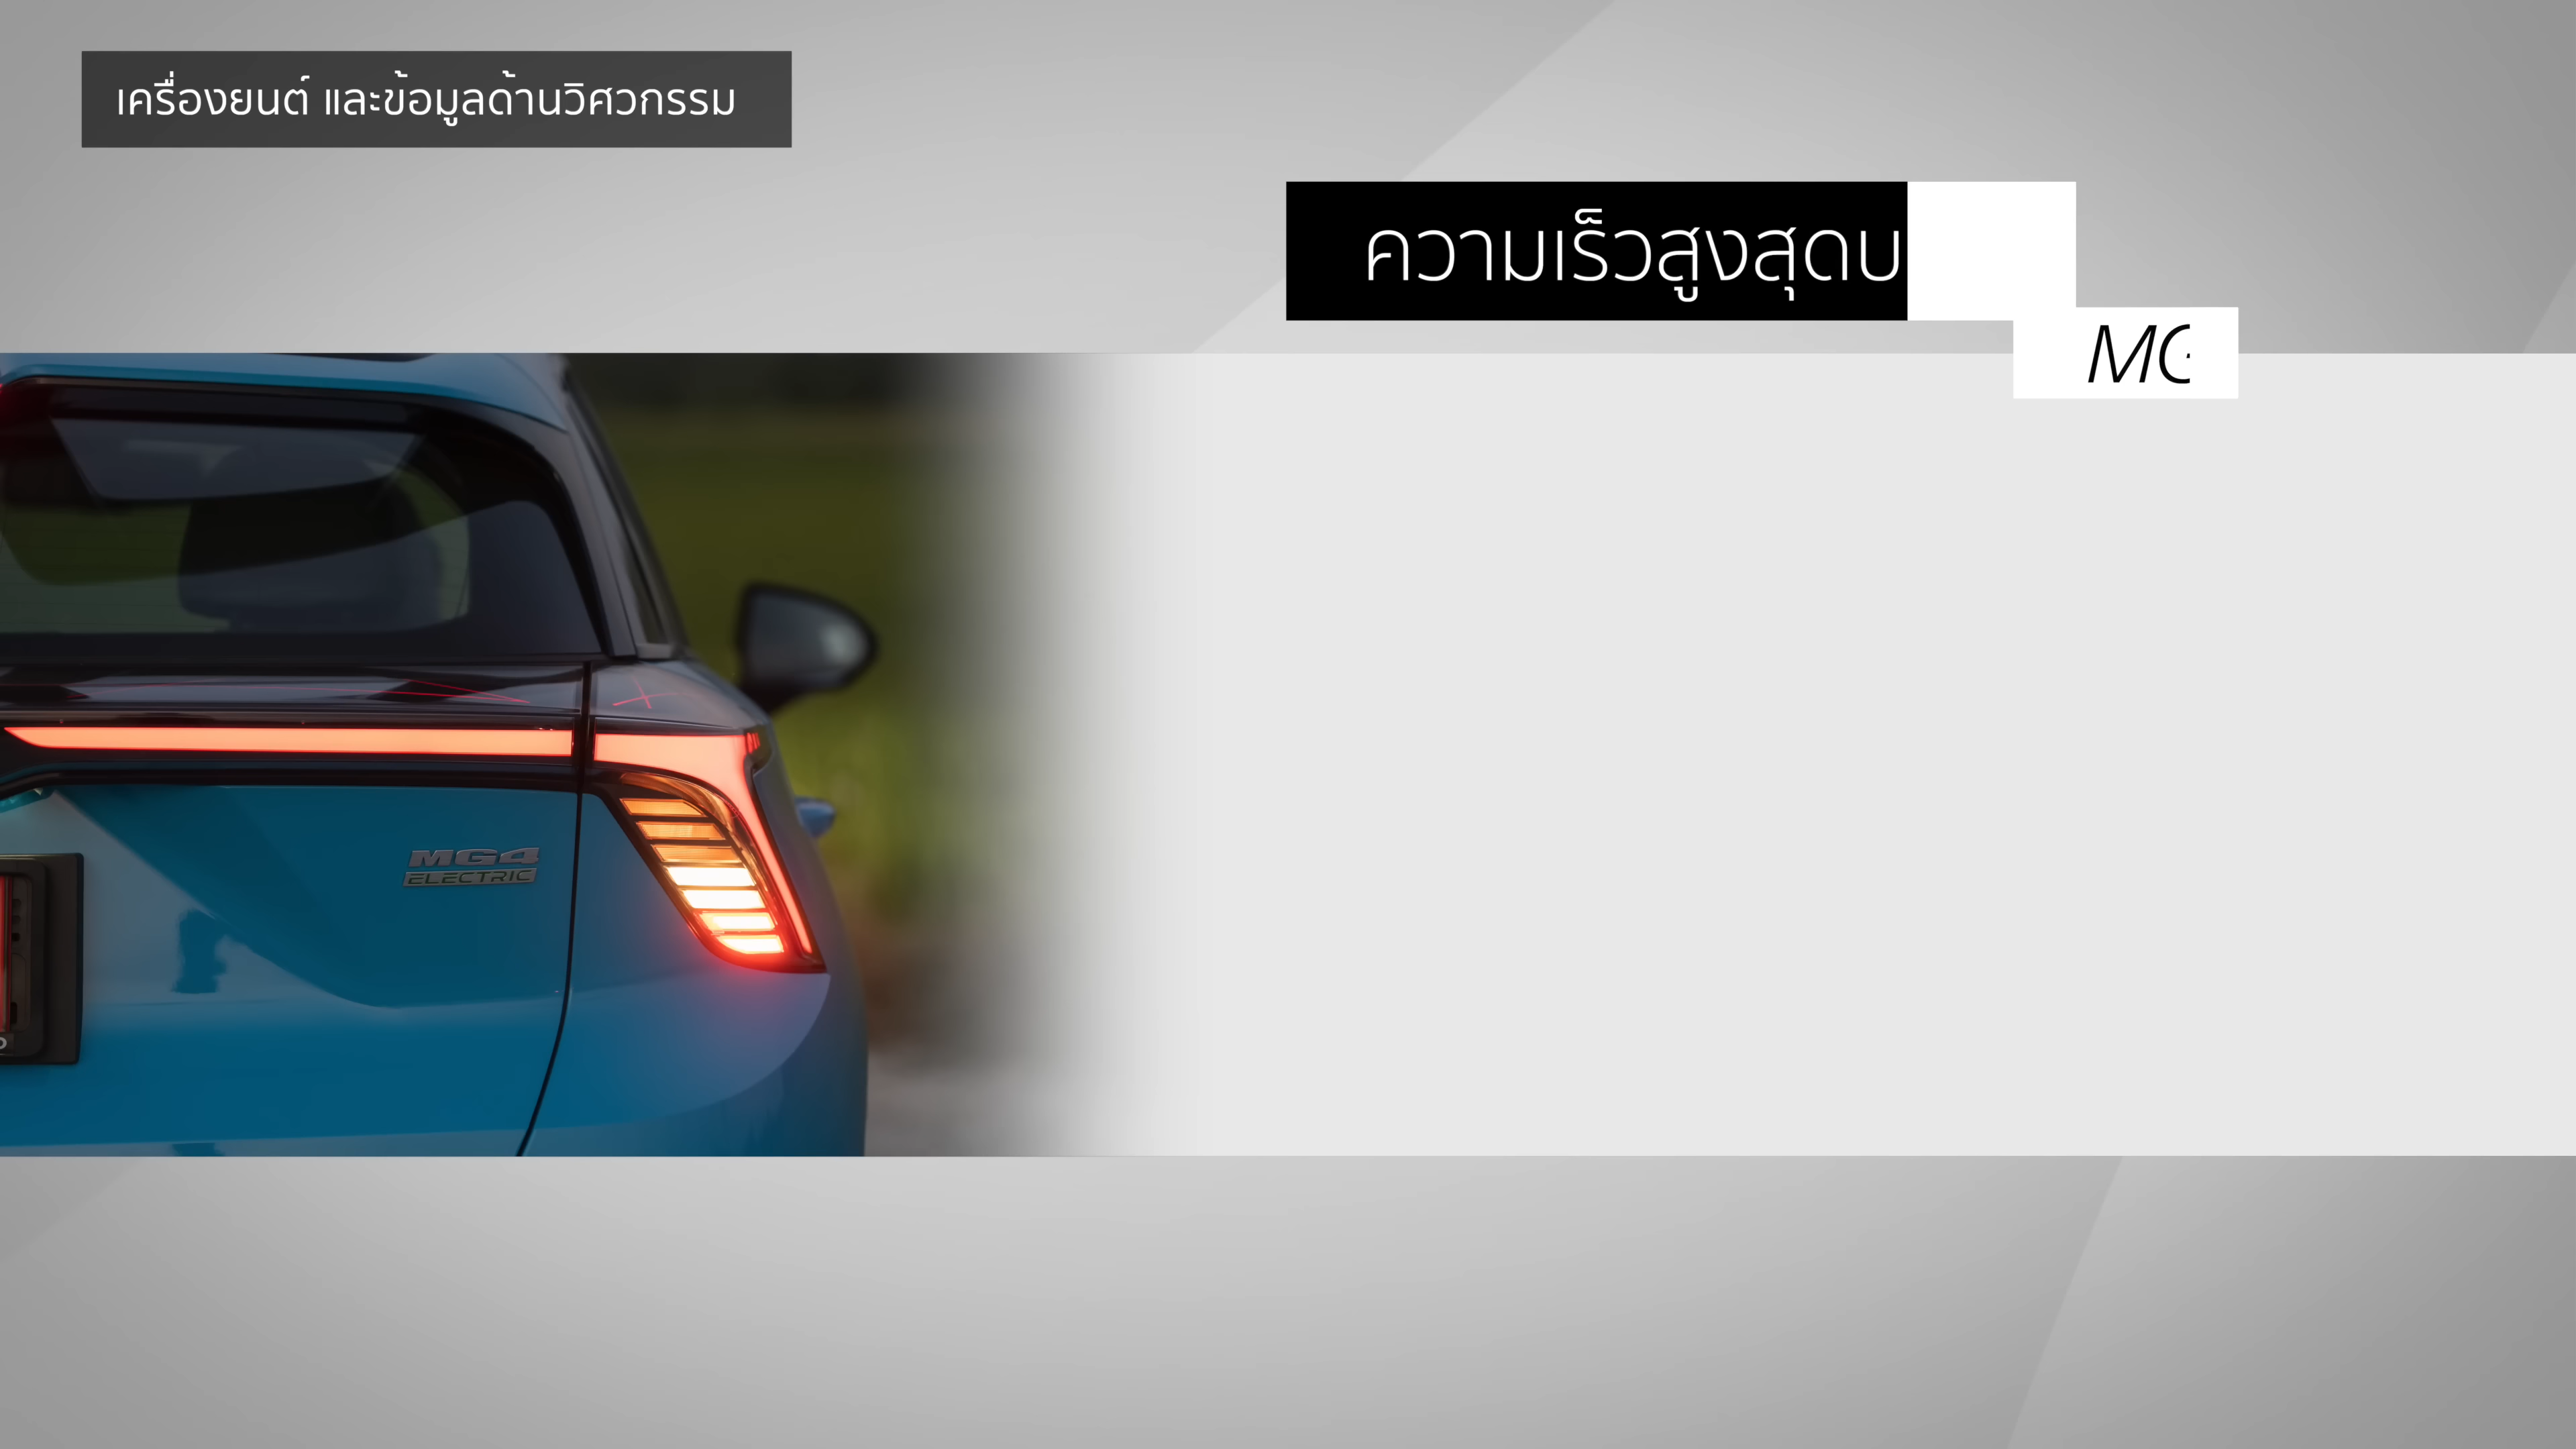 เครื่องยนต์ และข้อมูลด้านวิศวกรรม
ความเร็วสูงสุดบ
MG
MG4
ELECTRIC